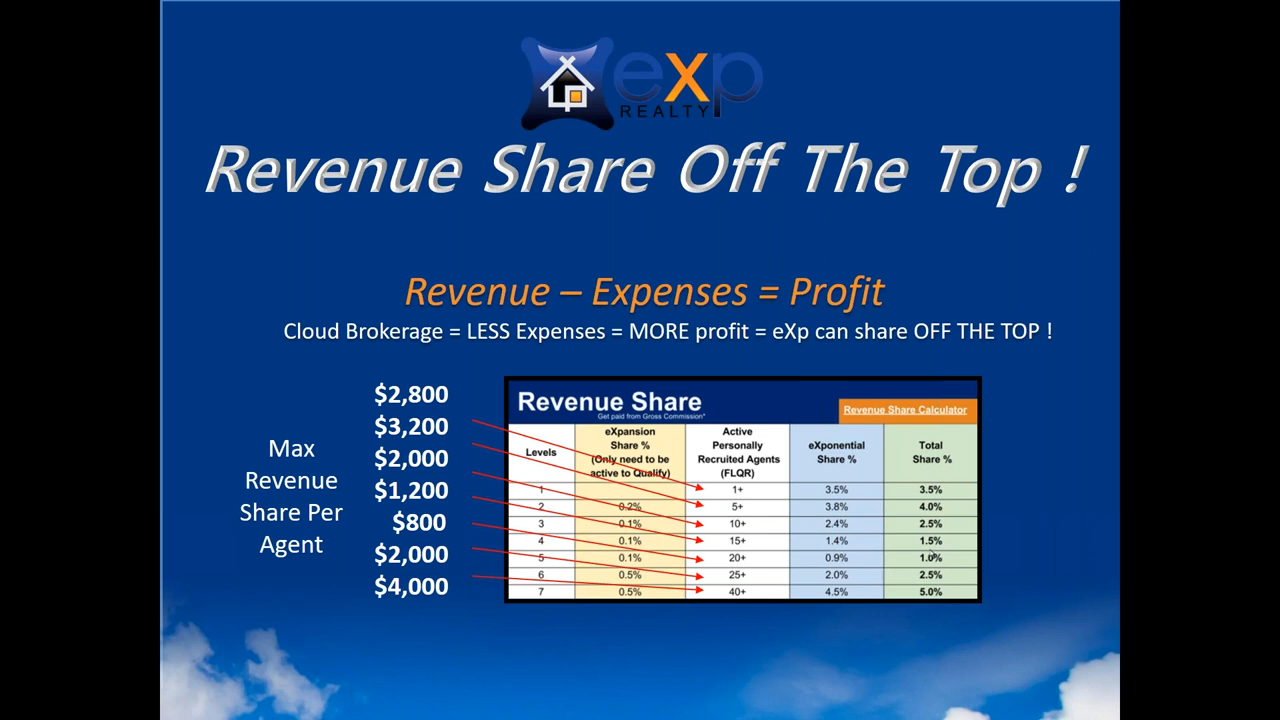 eXp
REALTY
Revenue Share Off The Top !
Revenue – Expenses = Profit
Cloud Brokerage = LESS Expenses = MORE profit = eXp can share OFF THE TOP !
Max
Revenue
Share Per
Agent
$2,800
$3,200
$2,000
$1,200
$800
$2,000
$4,000
Revenue Share
Get paid from Gross Commission*
Revenue Share Calculator
Levels
eXpansion
Share %
(Only need to be
active to Qualify)
Active
Personally
Recruited Agents
(FLQR)
eXponential
Share %
Total
Share %
1 1+ 3.5% 3.5%
2 0.2% 5+ 3.8% 4.0%
3 0.1% 10+ 2.4% 2.5%
4 0.1% 15+ 1.4% 1.5%
5 0.1% 20+ 0.9% 1.0%
6 0.5% 25+ 2.0% 2.5%
7 0.5% 40+ 4.5% 5.0%